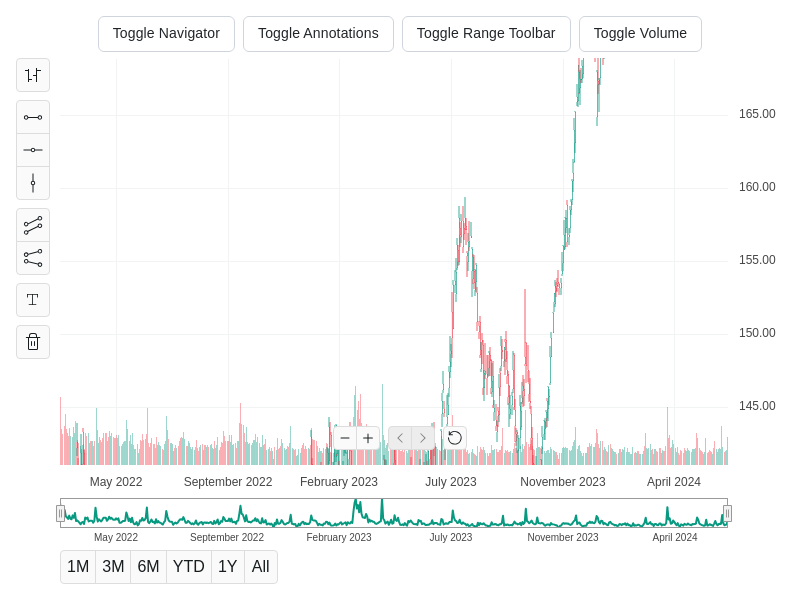 Toggle Navigator Toggle Annotations Toggle Range Toolbar Toggle Volume
165.00
160.00
155.00
150.00
145.00
T
May 2022 September 2022 February 2023 July 2023 November 2023 April 2024
May 2022 September 2022 February 2023 July 2023 November 2023 April 2024
1M 3M 6M YTD 1Y All